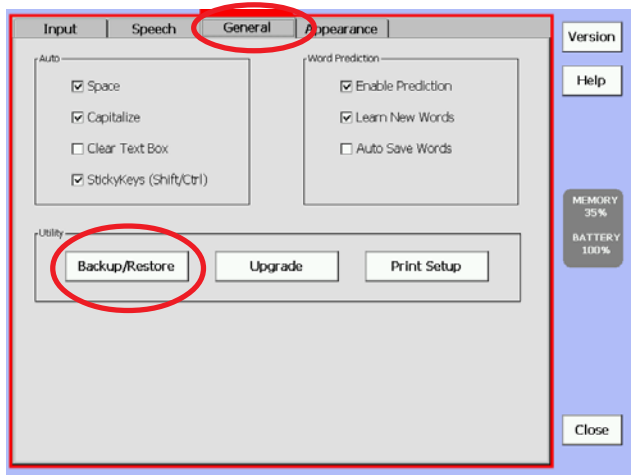 Input
Speech
General
Appearance
Auto
Space
Capitalize
Clear Text Box
StickyKeys (Shift/Ctrl)
Word Prediction
Enable Prediction
Learn New Words
Auto Save Words
Utility
Backup/Restore
Upgrade
Print Setup
Version
Help
MEMORY
35%
BATTERY
100%
Close